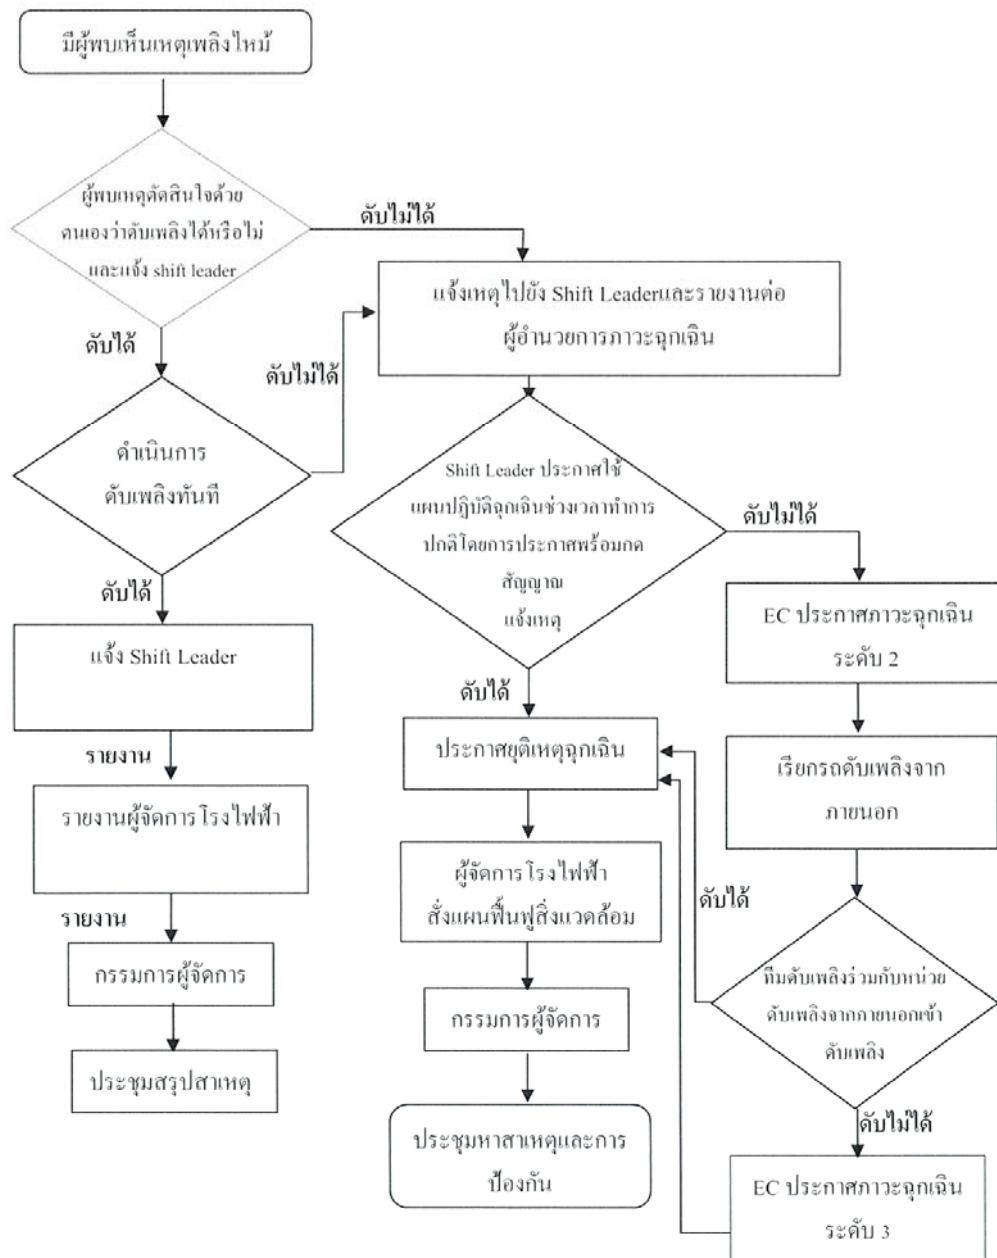 มีผู้พบเห็นเหตุเพลิงไหม้
ผู้พบเหตุตัดสินใจด้วย
ตนเองว่าดับเพลิงได้หรือไม่
และแจ้ง shift leader
ดับไม่ได้
แจ้งเหตุไปยัง Shift Leaderและรายงานต่อ
ผู้อำนวยการภาวะฉุกเฉิน
ดับได้
ดับไม่ได้
ดำเนินการ
ดับเพลิงทันที
Shift Leader ประกาศใช้
แผนปฏิบัติฉุกเฉินช่วงเวลาทำการ
ปกติโดยการประกาศพร้อมกด
สัญญาณ
แจ้งเหตุ
ดับไม่ได้
ดับได้
แจ้ง Shift Leader
EC ประกาศภาวะฉุกเฉิน
ระดับ 2
ดับได้
รายงาน
ประกาศยุติเหตุฉุกเฉิน
เรียกรถดับเพลิงจาก
ภายนอก
รายงานผู้จัดการโรงไฟฟ้า
ผู้จัดการโรงไฟฟ้า
สั่งแผนฟื้นฟูสิ่งแวดล้อม
ดับได้
รายงาน
กรรมการผู้จัดการ
ทีมดับเพลิงร่วมกับหน่วย
ดับเพลิงจากภายนอกเข้า
ดับเพลิง
กรรมการผู้จัดการ
ประชุมสรุปสาเหตุ
ดับไม่ได้
ประชุมหาสาเหตุและการ
ป้องกัน
EC ประกาศภาวะฉุกเฉิน
ระดับ 3